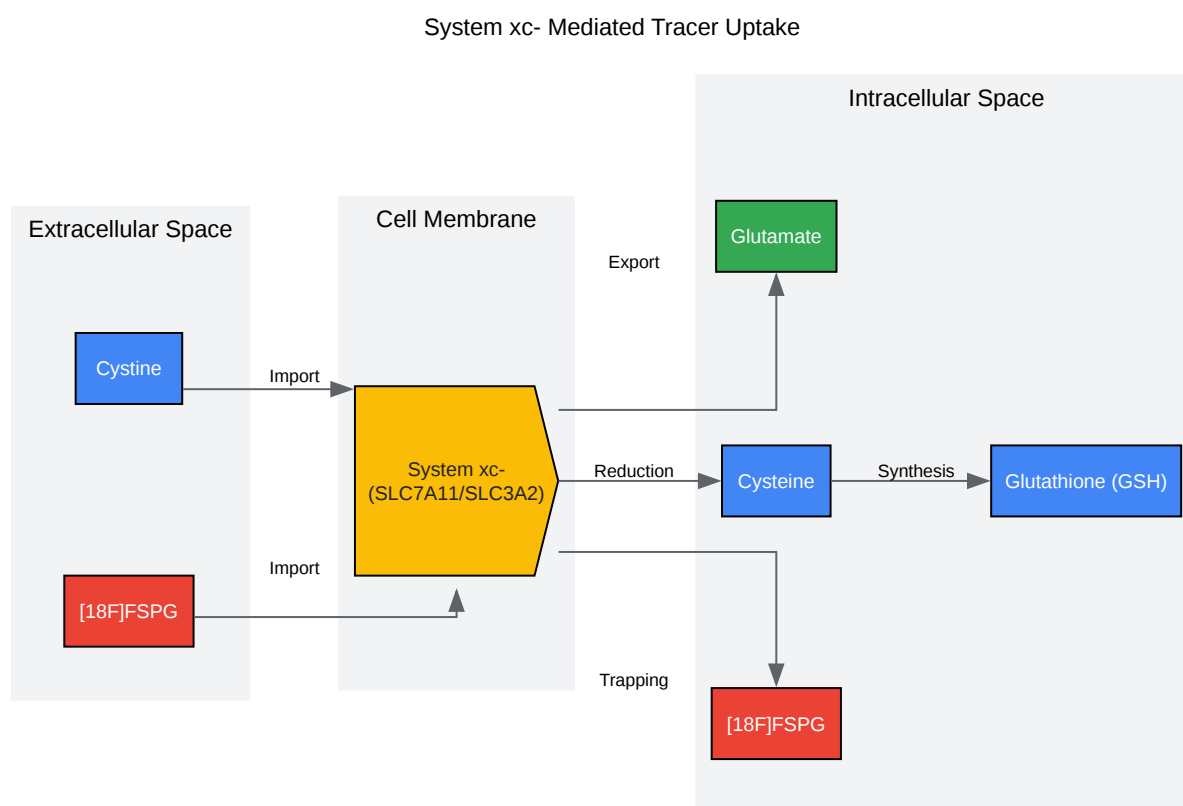 System xc- Mediated Tracer Uptake
Intracellular Space
Extracellular Space
Cell Membrane
Glutamate
Export
Cystine
Import
System xc-
(SLC7A11/SLC3A2)
Reduction
Cysteine
Synthesis
Glutathione (GSH)
Import
[18F]FSPG
Trapping
[18F]FSPG